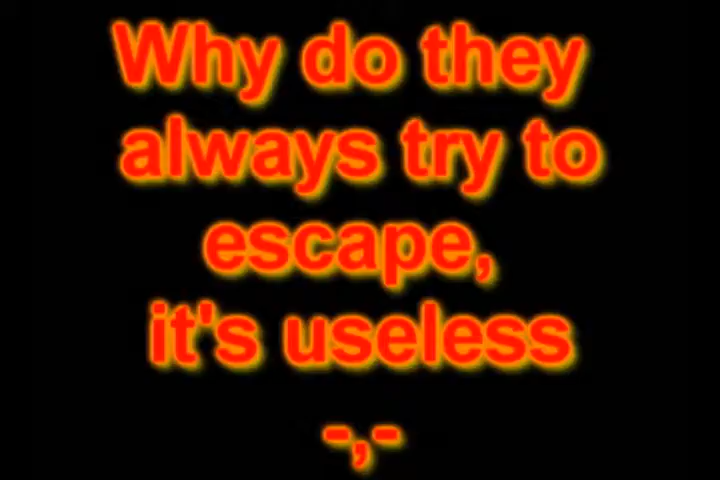 Why do they
always try to
escape,
it's useless
-,-